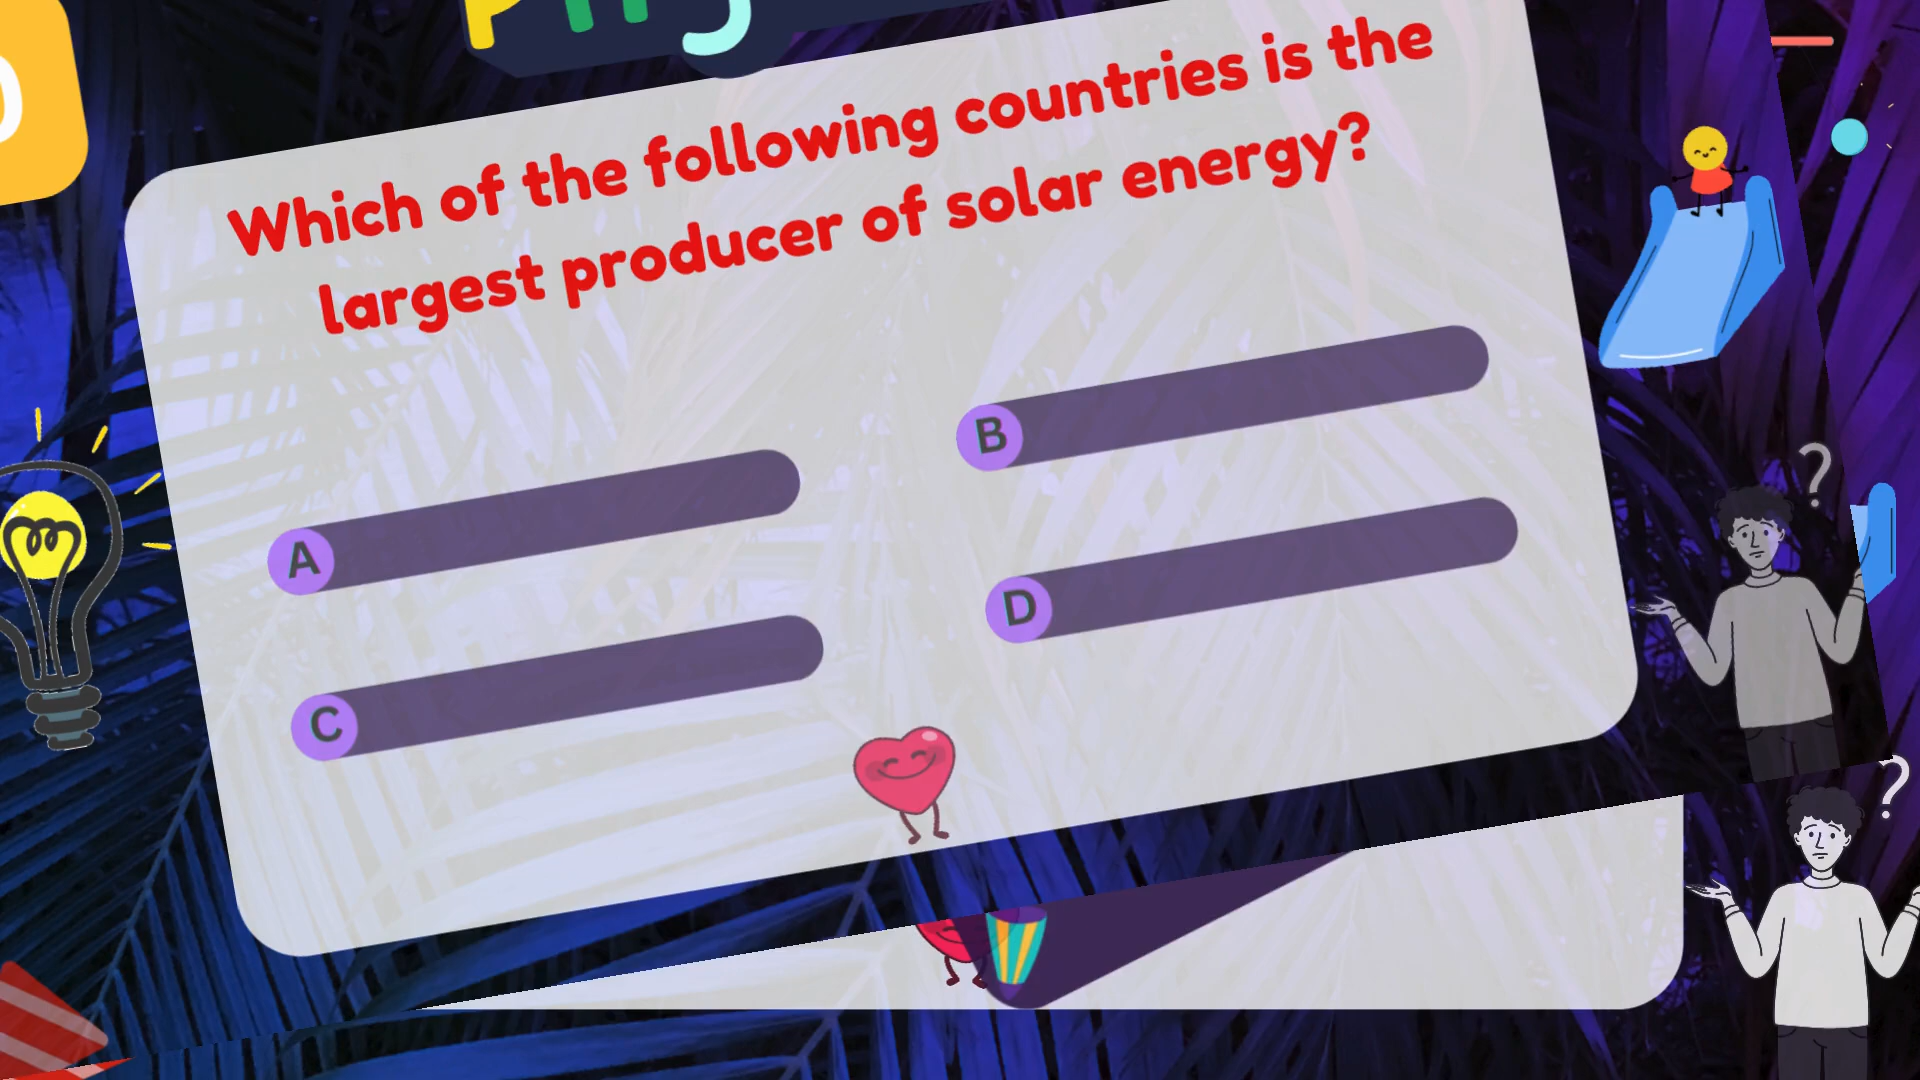 Which of the following countries is the
largest producer of solar energy?
A
B
C
D
?
?